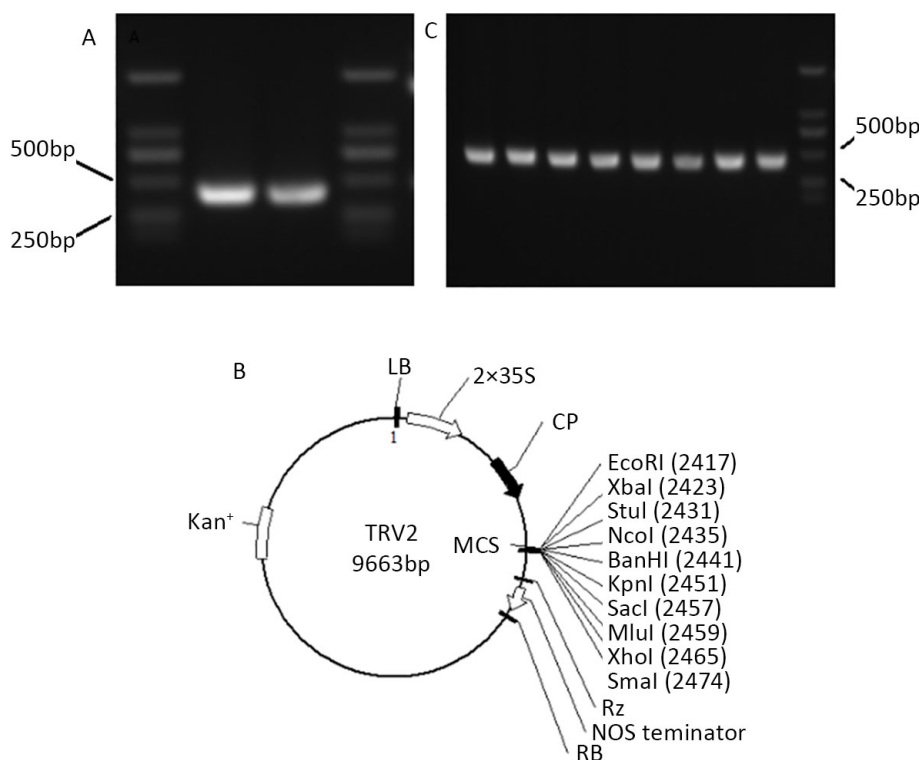 A
A
C
500bp
250bp
500bp
250bp
B
LB
2×35S
1
CP
Kan+
TRV2
9663bp
MCS
EcoRI (2417)
XbaI (2423)
StuI (2431)
NcoI (2435)
BanHI (2441)
KpnI (2451)
SacI (2457)
MluI (2459)
XhoI (2465)
SmaI (2474)
Rz
NOS teminator
RB